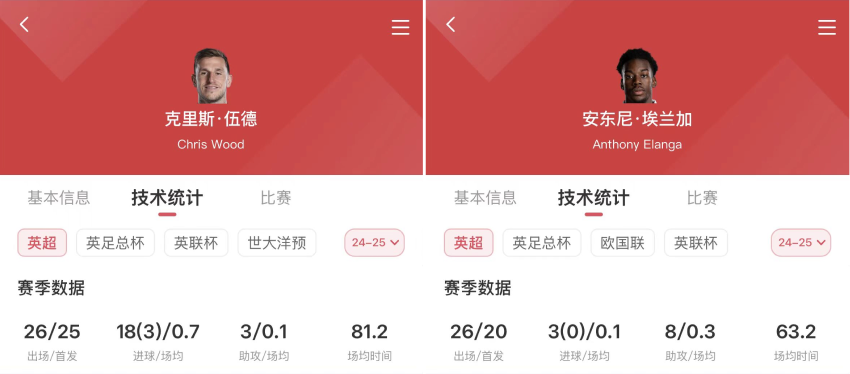 克里斯·伍德
Chris Wood
基本信息 技术统计 比赛
英超 英足总杯 英联杯 世大洋预 24-25
赛季数据
26/25 18(3)/0.7 3/0.1 81.2
出场/首发 进球/场均 助攻/场均 场均时间
安东尼·埃兰加
Anthony Elanga
基本信息 技术统计 比赛
英超 英足总杯 欧国联 英联杯 24-25
赛季数据
26/20 3(0)/0.1 8/0.3 63.2
出场/首发 进球/场均 助攻/场均 场均时间